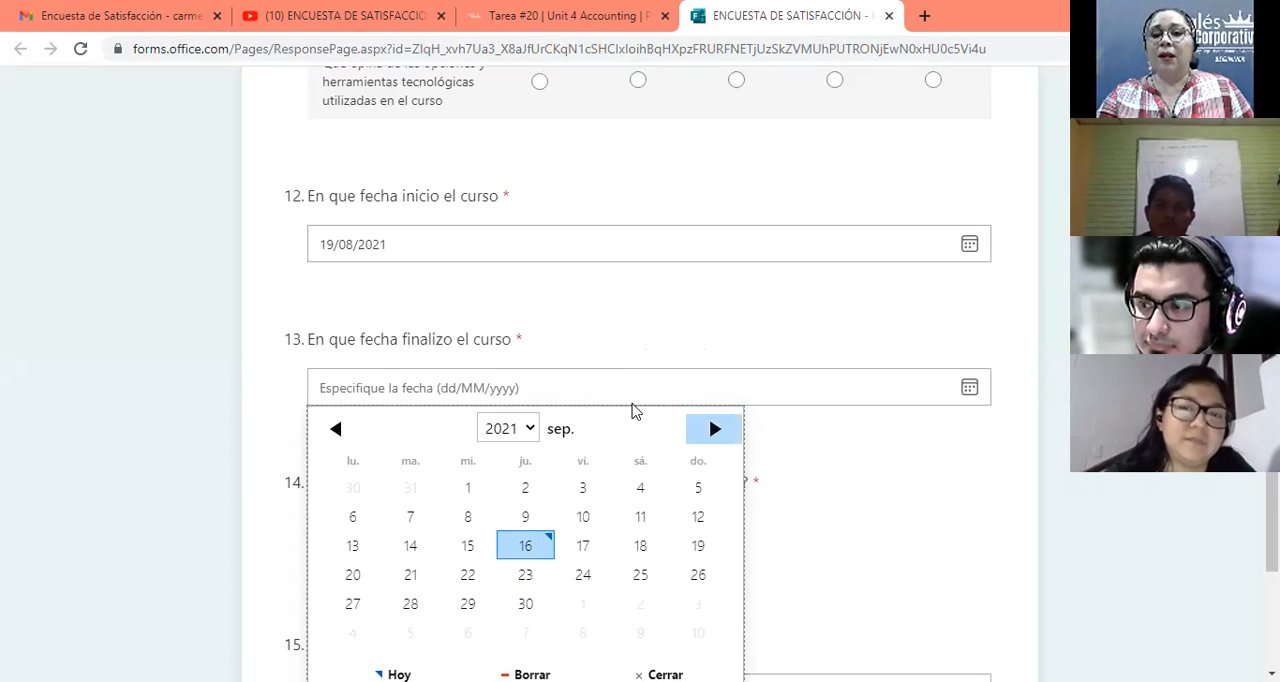 Encuesta de Satisfacción - carme
(10) ENCUESTA DE SATISFACCIO
Tarea #20 | Unit 4 Accounting | P
ENCUESTA DE SATISFACCIÓN -
forms.office.com/Pages/ResponsePage.aspx?id=ZIqH_xvh7Ua3_X8aJfUrCKqN1cSHClxIoihBqHXpzFRURFNETjUzSkZVMUhPUTRONjEwN0xHU0c5Vi4u
glés
corporativo
herramientas tecnológicas
utilizadas en el curso
12. En que fecha inicio el curso *
19/08/2021
13. En que fecha finalizo el curso *
Especifique la fecha (dd/MM/yyyy)
2021 sep.
lu. ma. mi. ju. vi. sá. do.
30 31 1 2 3 4 5
6 7 8 9 10 11 12
13 14 15 16 17 18 19
20 21 22 23 24 25 26
27 28 29 30 1 2 3
4 5 6 7 8 9 10
Hoy Borrar Cerrar
14. ? *
15.